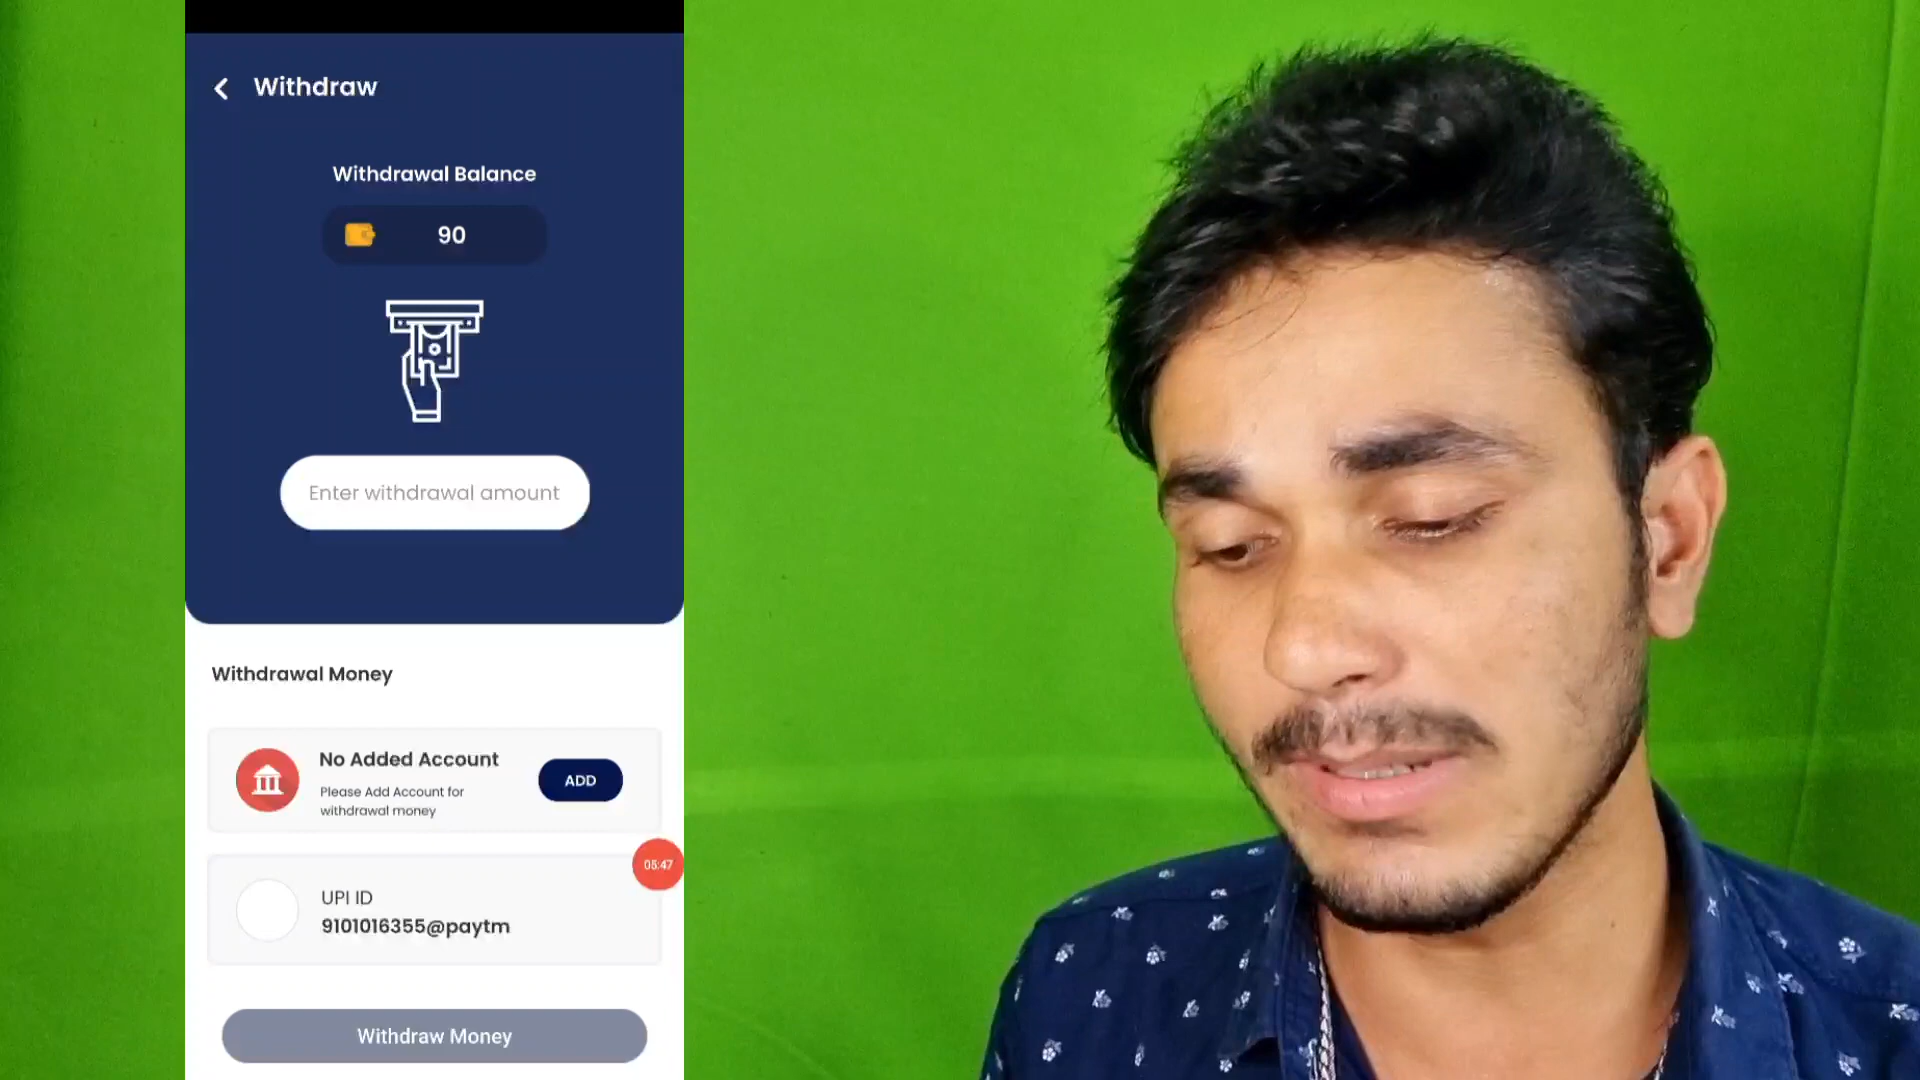 Withdraw
Withdrawal Balance
90
Enter withdrawal amount
Withdrawal Money
No Added Account
Please Add Account for
withdrawal money
ADD
05:47
UPI ID
9101016355@paytm
Withdraw Money